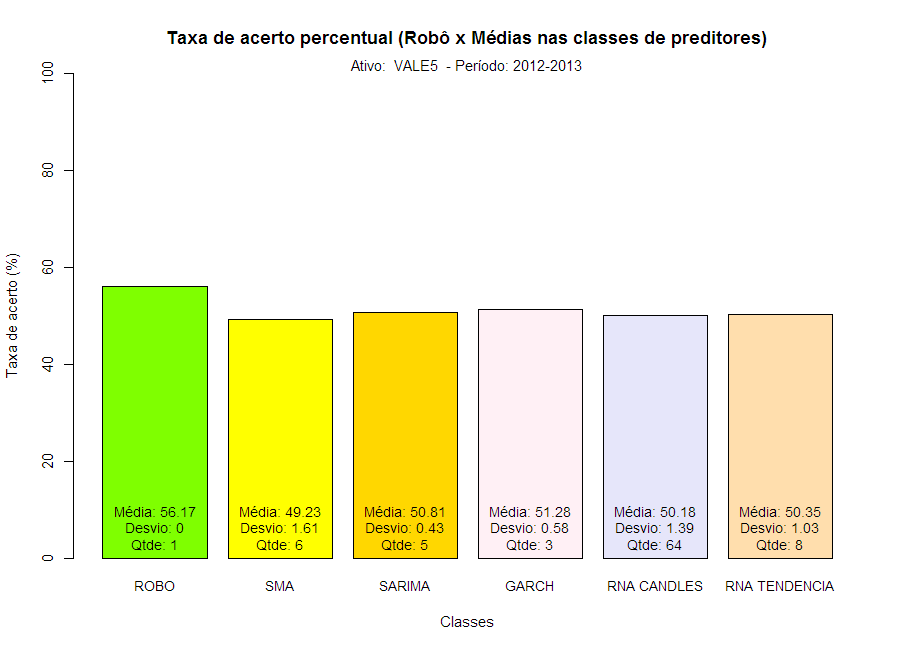 Taxa de acerto percentual (Robô x Médias nas classes de preditores)
Ativo:  VALE5  - Período: 2012-2013
Taxa de acerto (%)
100
80
60
40
20
0
Média: 56.17
Desvio: 0
Qtde: 1
Média: 49.23
Desvio: 1.61
Qtde: 6
Média: 50.81
Desvio: 0.43
Qtde: 5
Média: 51.28
Desvio: 0.58
Qtde: 3
Média: 50.18
Desvio: 1.39
Qtde: 64
Média: 50.35
Desvio: 1.03
Qtde: 8
ROBO
SMA
SARIMA
GARCH
RNA CANDLES
RNA TENDENCIA
Classes